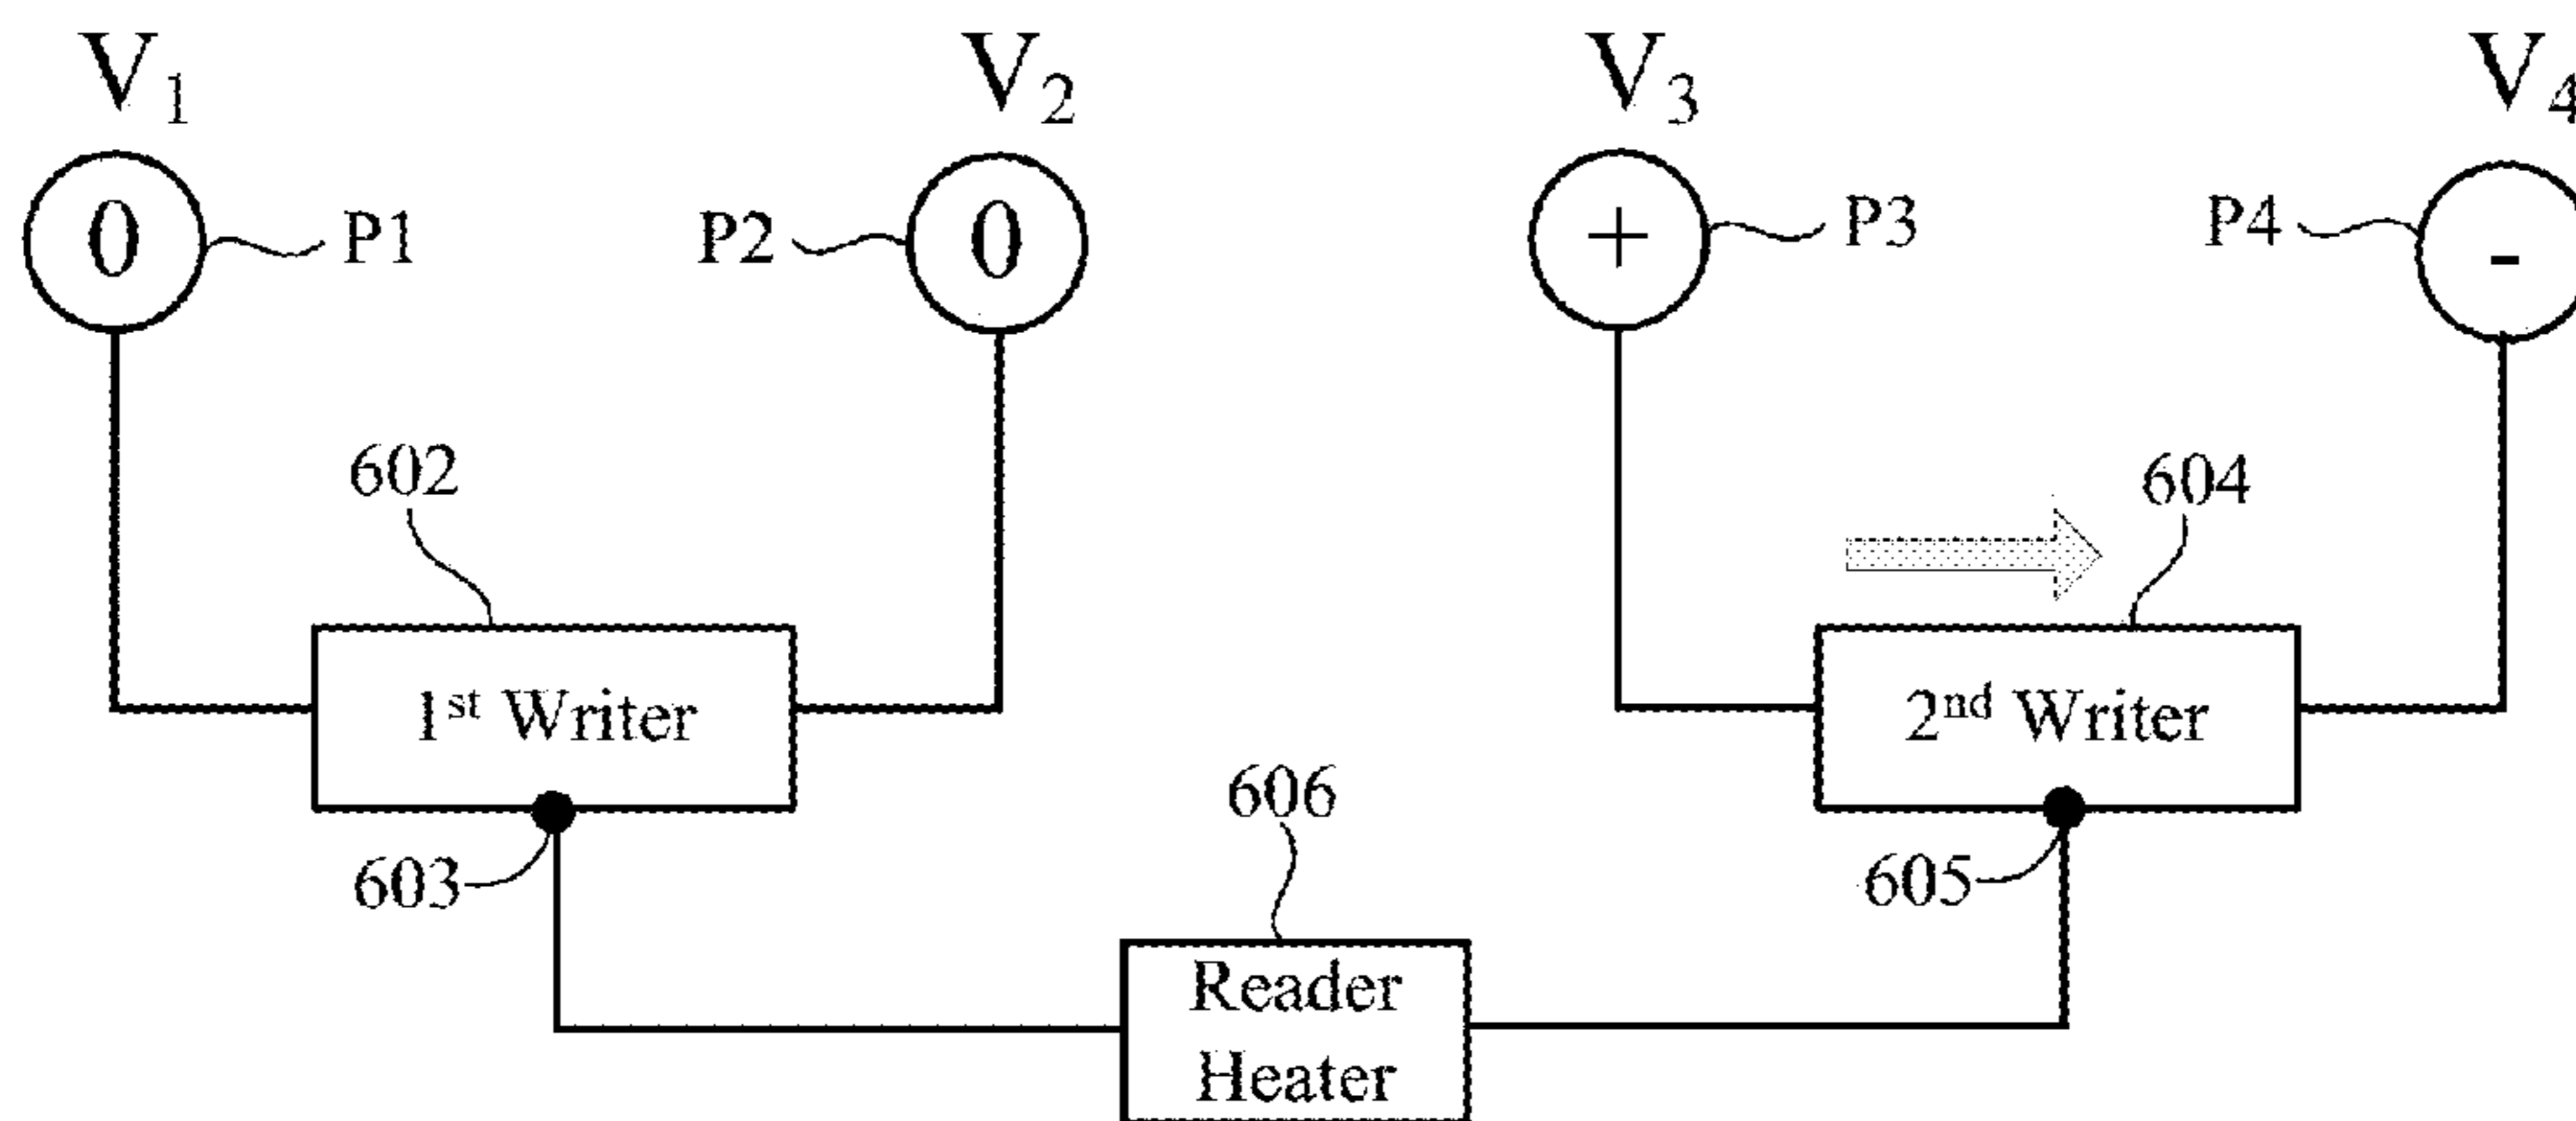 V₁ V₂ V₃ V₄
0 P1 P2 0 + P3 P4 -
602 604
1ˢᵗ Writer 2ⁿᵈ Writer
606
603 605
Reader
Heater